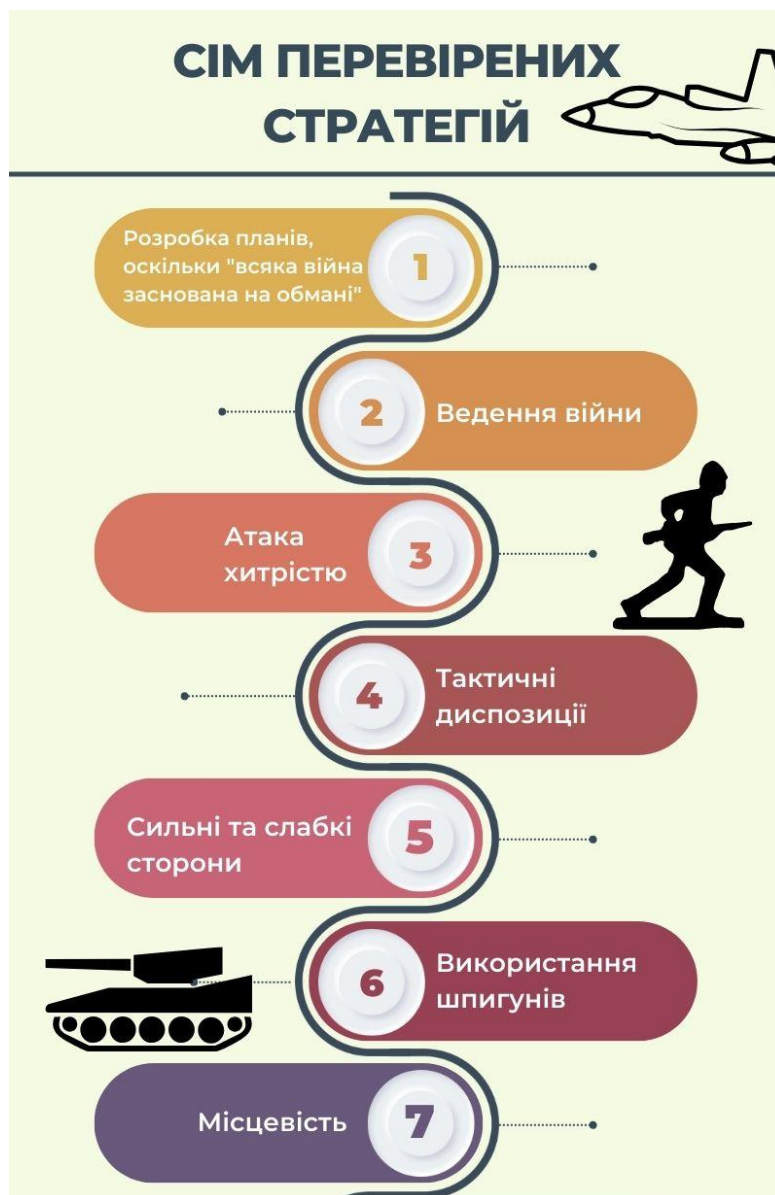 СІМ ПЕРЕВІРЕНИХ
СТРАТЕГІЙ
Розробка планів,
оскільки "всяка війна
заснована на обмані"
1
2
Ведення війни
Атака
хитрістю
3
4
Тактичні
диспозиції
Сильні та слабкі
сторони
5
6
Використання
шпигунів
Місцевість
7